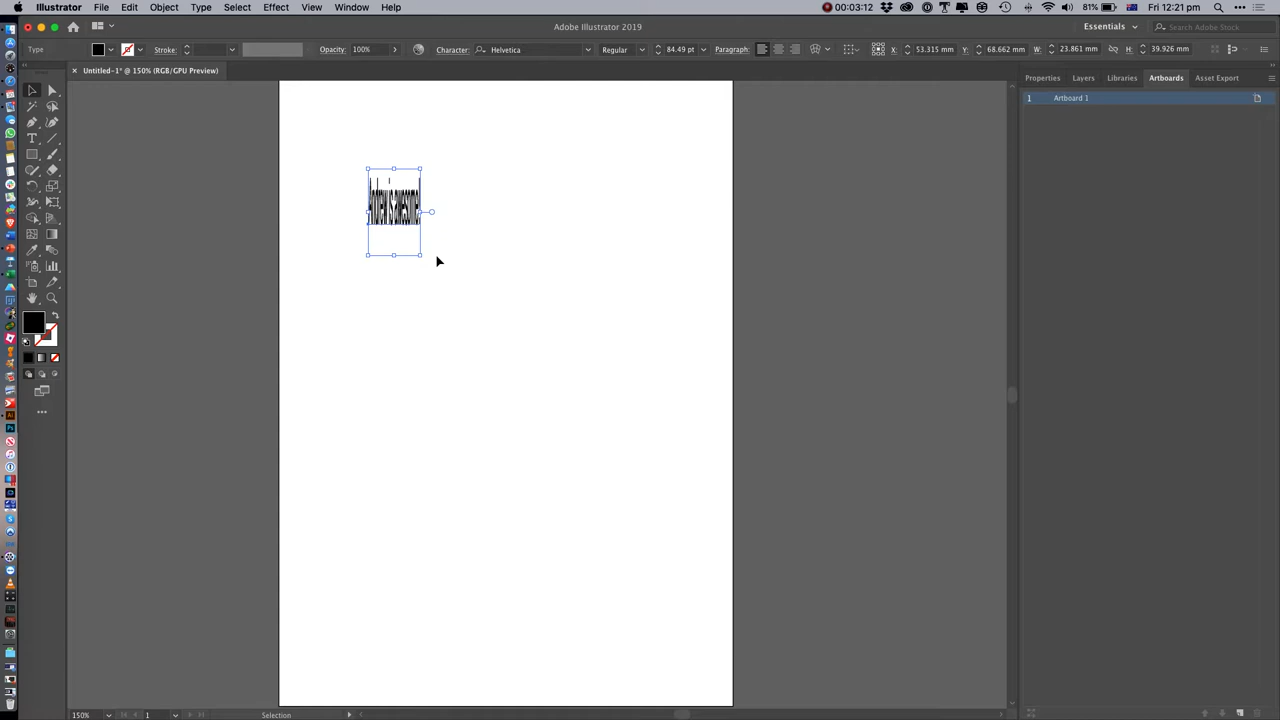 Illustrator File Edit Object Type Select Effect View Window Help
00:03:12 81% Fri 12:21 pm
Adobe Illustrator 2019
Essentials
Search Adobe Stock
Type Stroke: Opacity: 100% Character: Helvetica Regular 84.49 pt Paragraph: X: 53.315 mm Y: 68.662 mm W: 23.861 mm H: 39.926 mm
× Untitled-1* @ 150% (RGB/GPU Preview)
Properties Layers Libraries Artboards Asset Export
1 Artboard 1
Andrew is awesome!
150% 1 Selection